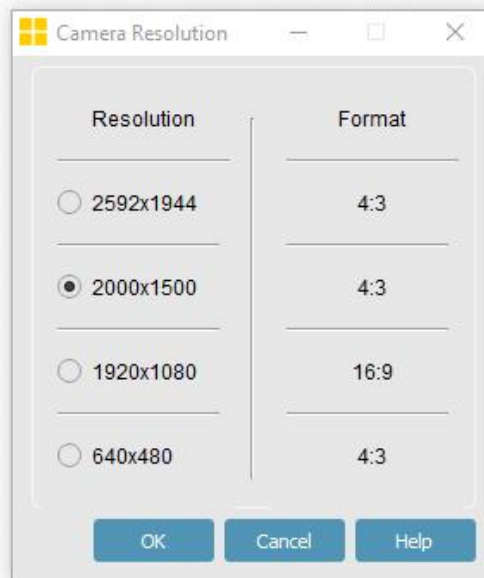 Camera Resolution
Resolution Format
2592x1944 4:3
2000x1500 4:3
1920x1080 16:9
640x480 4:3
OK Cancel Help